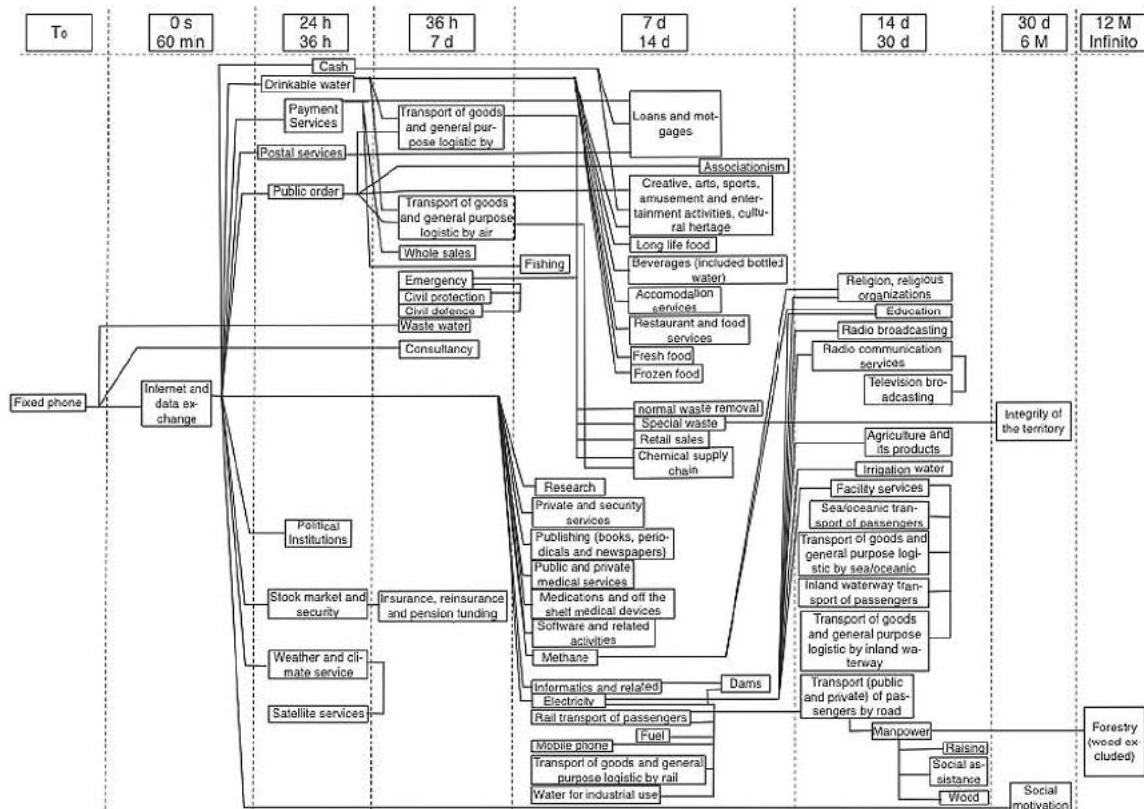 T0
0 s
60 min
24 h
36 h
36 h
7 d
7 d
14 d
14 d
30 d
30 d
6 M
12 M
Infinito
Fixed phone
Internet and
data ex-
change
Cash
Drinkable water
Payment
Services
Postal services
Public order
Political
Institutions
Stock market and
security
Weather and cli-
mate service
Satellite services
Transport of goods
and general pur-
pose logistic by
Transport of goods
and general purpose
logistic by air
Whole sales
Emergency
Civil protection
Civil defence
Waste water
Consultancy
Insurance, reinsurance
and pension funding
Loans and mot-
gages
Associationism
Creative, arts, sports,
amusement and enter-
tainment activities, cultu-
ral hertage
Long life food
Fishing
Beverages (included bottled
water)
Accomodation
services
Restaurant and food
services
Fresh food
Frozen food
normal waste removal
Special waste
Retail sales
Chemical supply
chain
Research
Private and security
services
Publishing (books, perio-
dicals and newspapers)
Public and private
medical services
Medications and off the
shelf medical devices
Software and related
activities
Methane
Informatics and related
Dams
Electricity
Rail transport of passengers
Fuel
Mobile phone
Transport of goods and general
purpose logistic by rail
Water for industrial use
Religion, religious
organizations
Education
Radio broadcasting
Radio communication
services
Television bro-
adcasting
Agriculture and
its products
Irrigation water
Facility services
Sea/oceanic tran-
sport of passengers
Transport of goods and
general purpose logi-
stic by sea/oceanic
Inland waterway tran-
sport of passengers
Transport of goods
and general purpose
logistic by inland wa-
terway
Transport (public
and private) of pas-
sengers by road
Manpower
Raising
Social as-
sistance
Wood
Integrity of
the territory
Social
motivation
Forestry
(wood ex-
cluded)